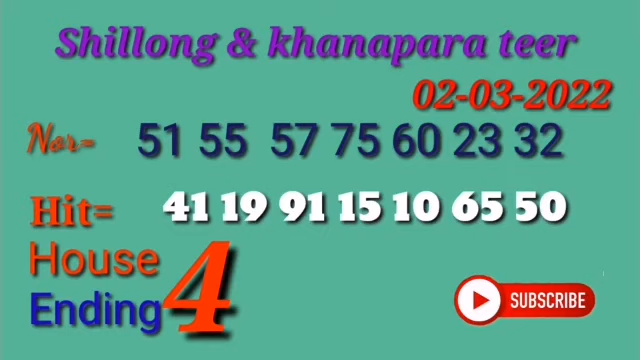 Shillong & khanapara teer
02-03-2022
Nor= 51 55 57 75 60 23 32
Hit= 41 19 91 15 10 65 50
House
Ending 4
SUBSCRIBE